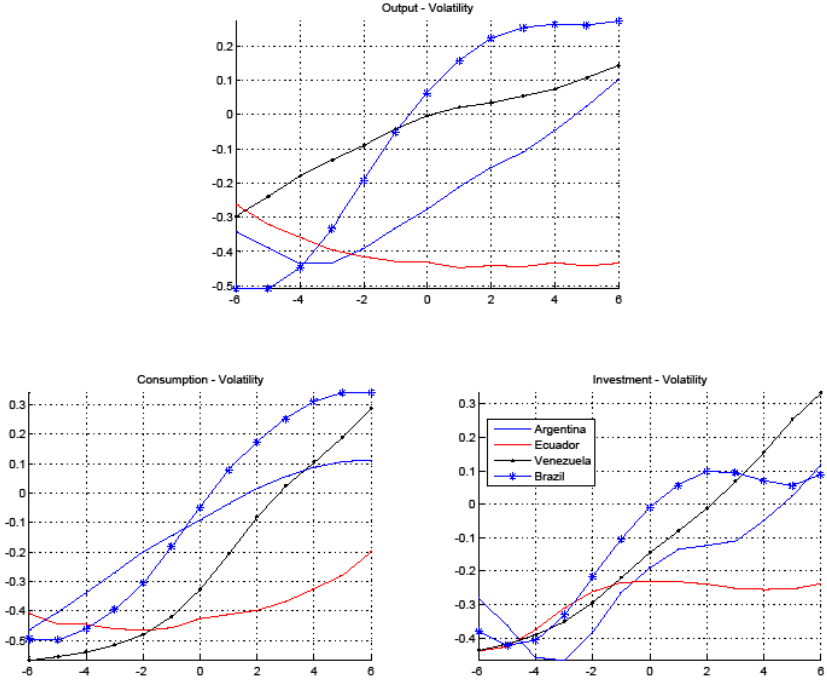 Output - Volatility
0.2
0.1
0
-0.1
-0.2
-0.3
-0.4
-0.5
-6 -4 -2 0 2 4 6
Consumption - Volatility
0.3
0.2
0.1
0
-0.1
-0.2
-0.3
-0.4
-0.5
-6 -4 -2 0 2 4 6
Investment - Volatility
0.3
0.2
0.1
0
-0.1
-0.2
-0.3
-0.4
-6 -4 -2 0 2 4 6
Argentina
Ecuador
Venezuela
Brazil